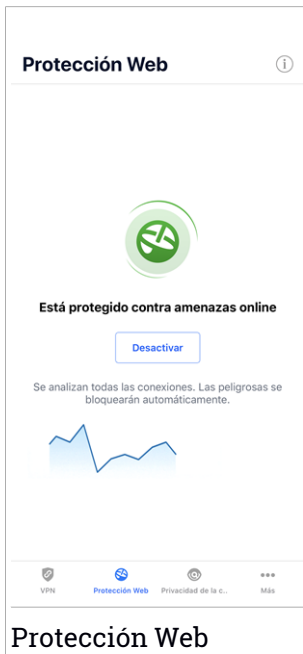 Protección Web
Está protegido contra amenazas online
Desactivar
Se analizan todas las conexiones. Las peligrosas se
bloquearán automáticamente.
VPN
Protección Web
Privacidad de la c..
Más
Protección Web